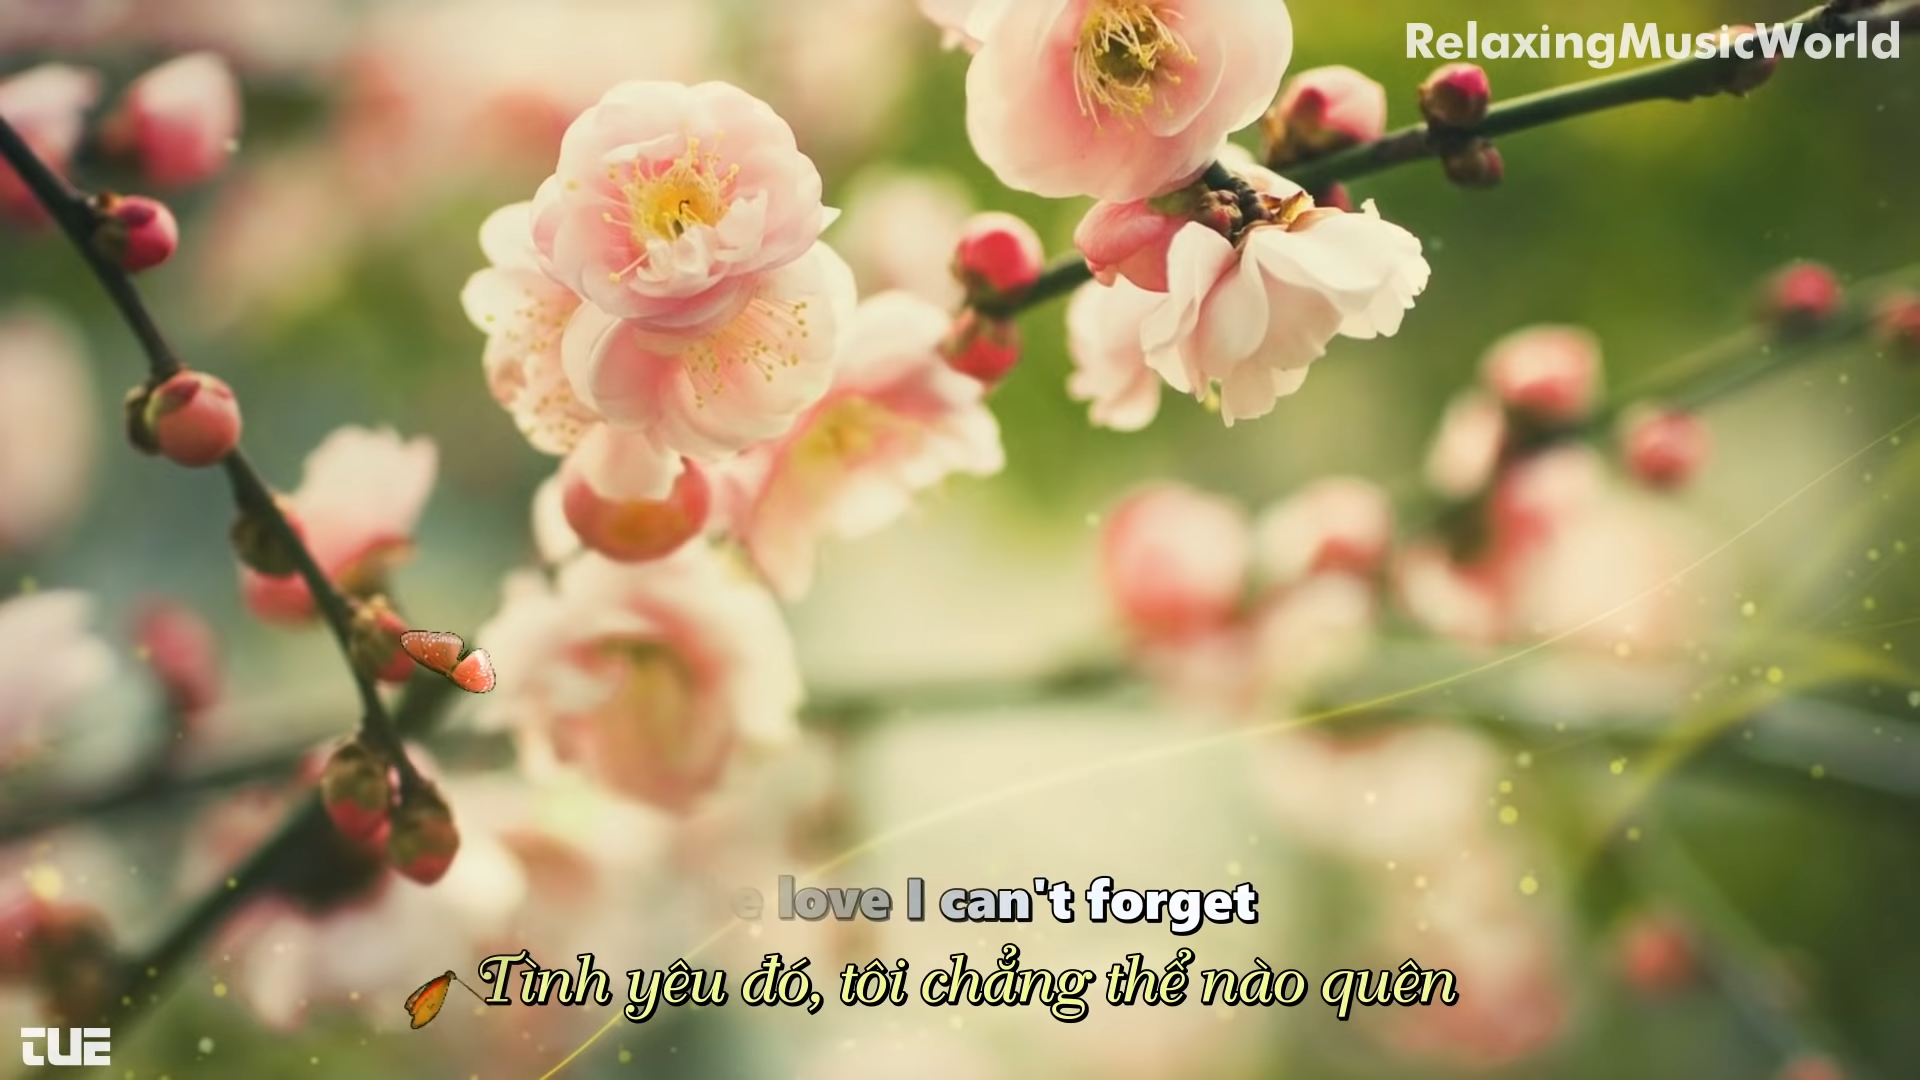 RelaxingMusicWorld
love I can't forget
Tình yêu đó, tôi chẳng thể nào quên
TUE